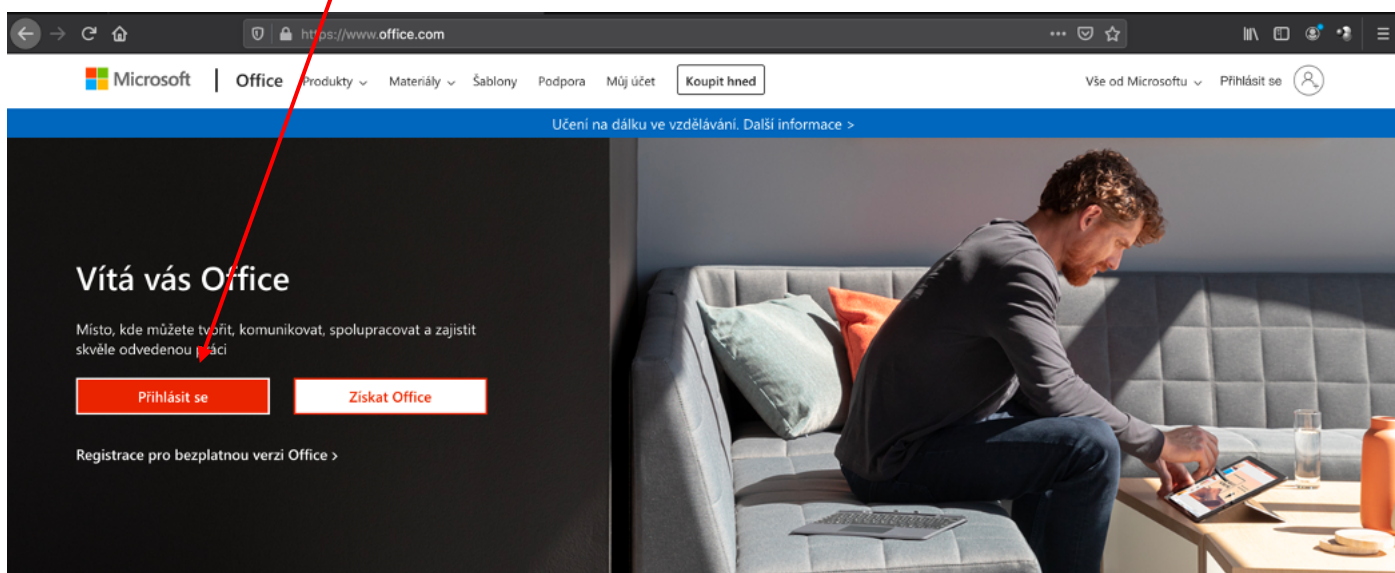 https://www.office.com
Microsoft | Office Produkty Materiály Šablony Podpora Můj účet Koupit hned Vše od Microsoftu Přihlásit se
Učení na dálku ve vzdělávání. Další informace >
Vítá vás Office
Místo, kde můžete tvořit, komunikovat, spolupracovat a zajistit
skvěle odvedenou práci
Přihlásit se Získat Office
Registrace pro bezplatnou verzi Office >